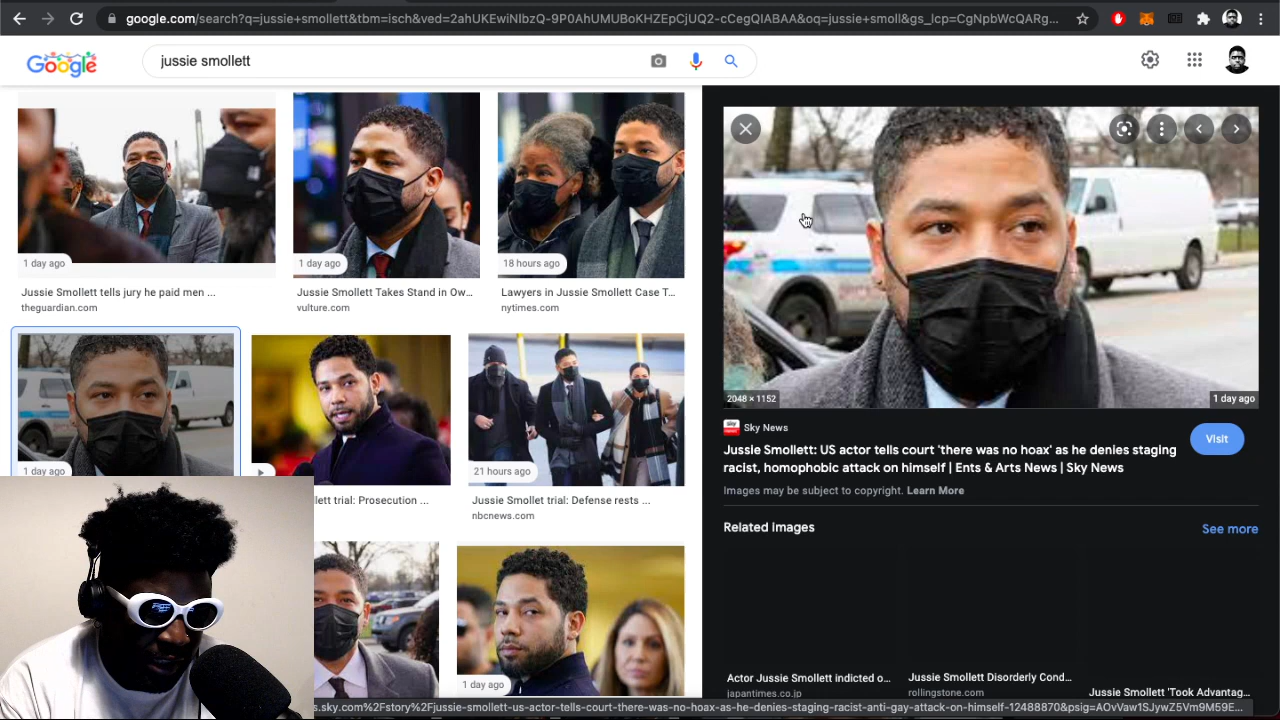 google.com/search?q=jussie+smollett&tbm=isch&ved=2ahUKEwiNIbzQ-9P0AhUMUBoKHZEpCjUQ2-cCegQIABAA&oq=jussie+smoll&gs_lcp=CgNpbWcQARg...
Google
jussie smollett
1 day ago
1 day ago
18 hours ago
Jussie Smollett tells jury he paid men ...
theguardian.com
Jussie Smollett Takes Stand in Ow...
vulture.com
Lawyers in Jussie Smollett Case T...
nytimes.com
1 day ago
21 hours ago
lett trial: Prosecution ...
Jussie Smollet trial: Defense rests ...
nbcnews.com
1 day ago
2048 × 1152
1 day ago
sky news
Sky News
Jussie Smollett: US actor tells court 'there was no hoax' as he denies staging
racist, homophobic attack on himself | Ents & Arts News | Sky News
Visit
Images may be subject to copyright. Learn More
Related Images
See more
Actor Jussie Smollett indicted o...
japantimes.co.jp
Jussie Smollett Disorderly Cond...
rollingstone.com
Jussie Smollett 'Took Advantag...
s.sky.com%2Fstory%2Fjussie-smollett-us-actor-tells-court-there-was-no-hoax-as-he-denies-staging-racist-anti-gay-attack-on-himself-12488870&psig=AOvVaw1SJywZ5Vm9M59E...